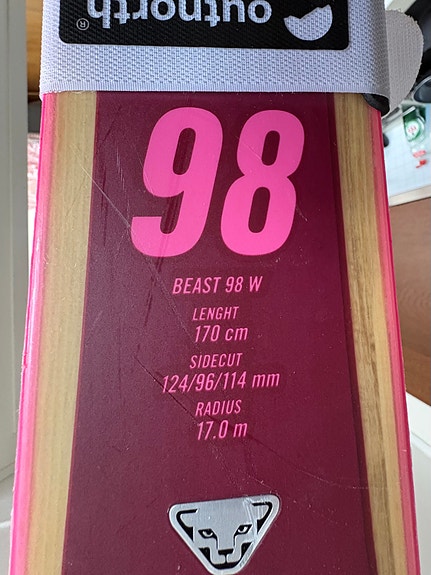 outnorth®
98
BEAST 98 W
LENGHT
170 cm
SIDECUT
124/96/114 mm
RADIUS
17.0 m